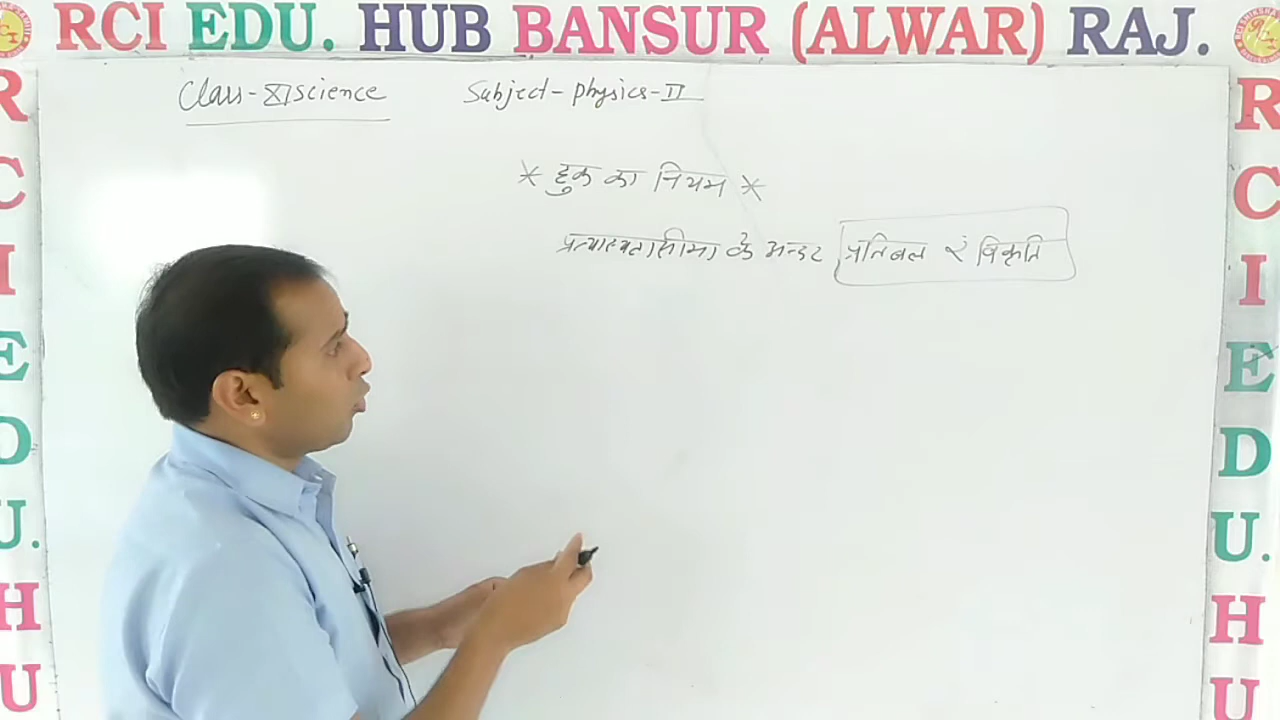 RCI EDU. HUB BANSUR (ALWAR) RAJ.
Class-XI science
Subject-physics-II
* हुक का नियम *
प्रत्यास्थता सीमा के अन्दर प्रतिबल ∝ विकृति
R
C
I
E
D
U.
H
U
R
C
I
E
D
U.
H
U